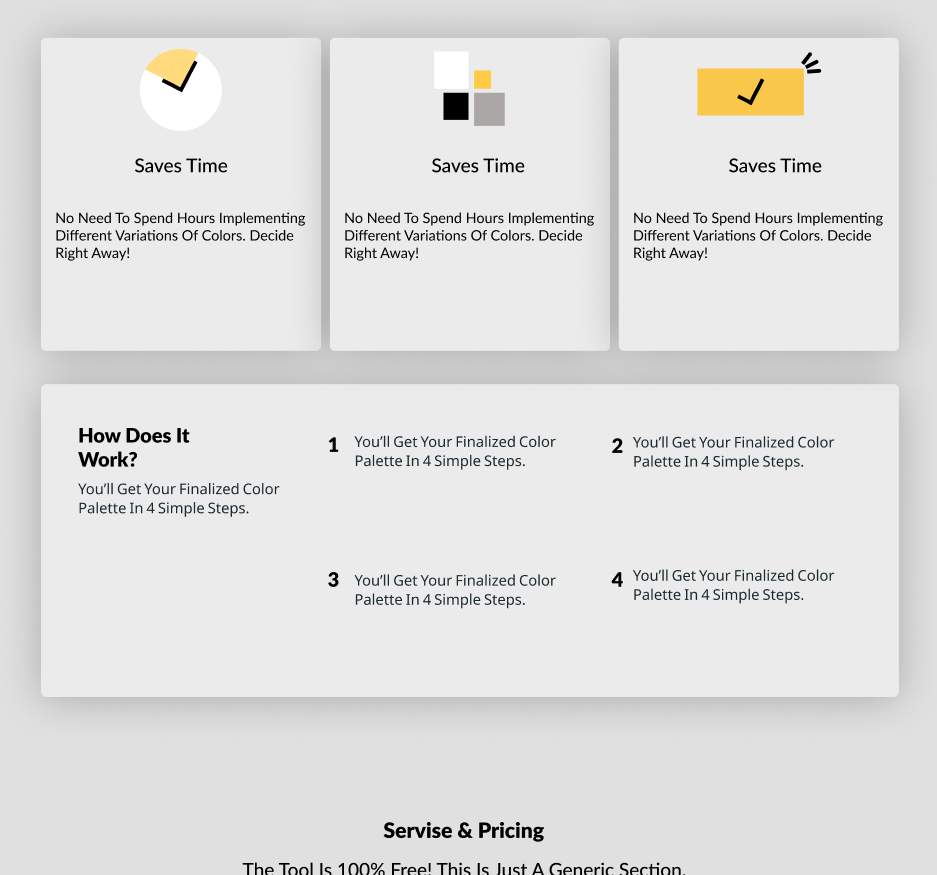 Saves Time
No Need To Spend Hours Implementing
Different Variations Of Colors. Decide
Right Away!
Saves Time
No Need To Spend Hours Implementing
Different Variations Of Colors. Decide
Right Away!
Saves Time
No Need To Spend Hours Implementing
Different Variations Of Colors. Decide
Right Away!
How Does It
Work?
You’ll Get Your Finalized Color
Palette In 4 Simple Steps.
1 You’ll Get Your Finalized Color
Palette In 4 Simple Steps.
2 You’ll Get Your Finalized Color
Palette In 4 Simple Steps.
3 You’ll Get Your Finalized Color
Palette In 4 Simple Steps.
4 You’ll Get Your Finalized Color
Palette In 4 Simple Steps.
Servise & Pricing
The Tool Is 100% Free! This Is Just A Generic Section.